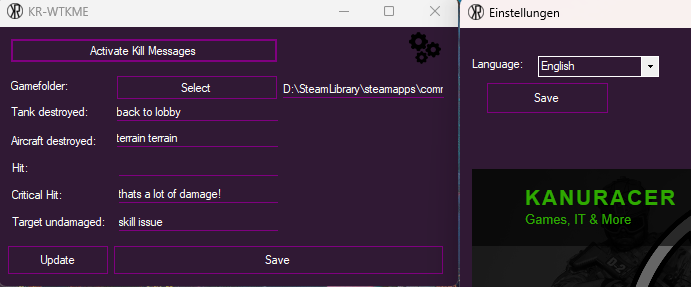 KR-WTKME
Activate Kill Messages
Gamefolder:
Select
D:\SteamLibrary\steamapps\comm
Tank destroyed:
back to lobby
Aircraft destroyed:
terrain terrain
Hit:
Critical Hit:
thats a lot of damage!
Target undamaged:
skill issue
Update
Save
Einstellungen
Language:
English
Save
KANURACER
Games, IT & More